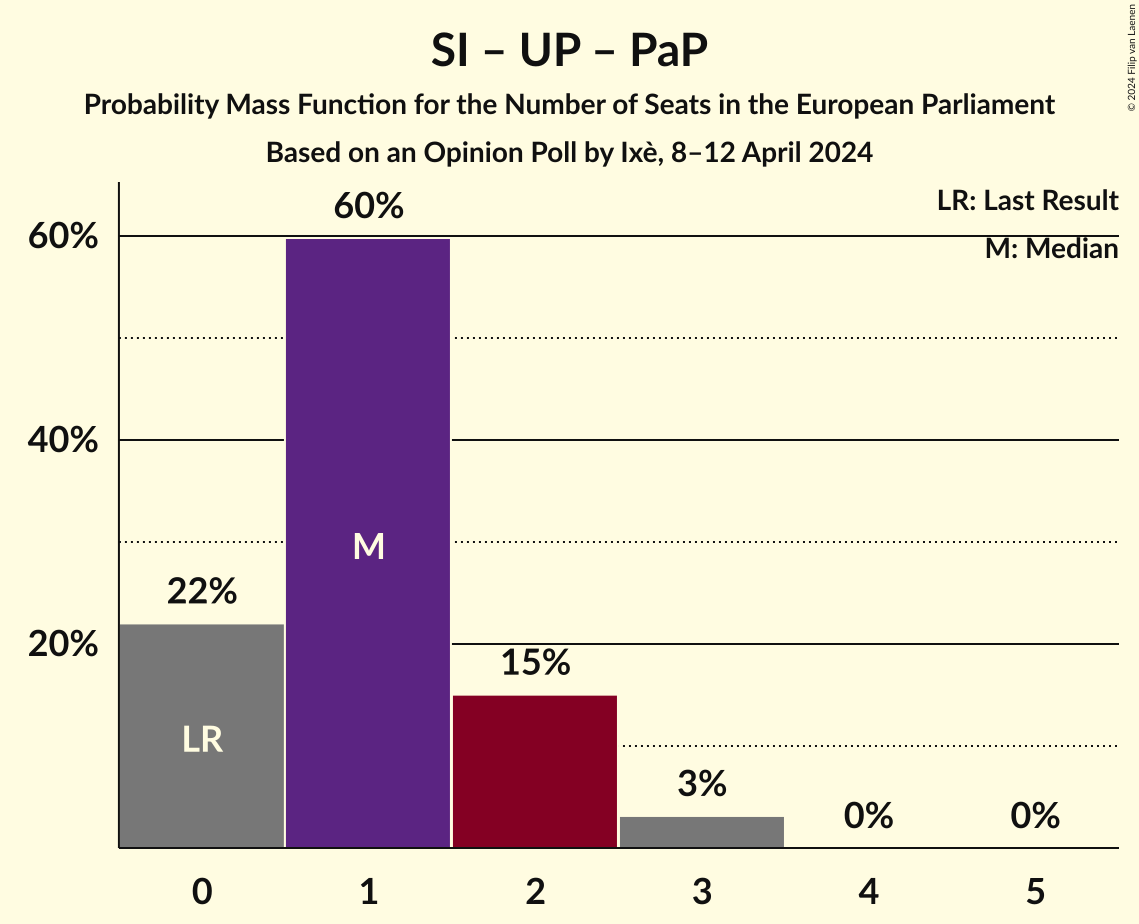 SI – UP – PaP
Probability Mass Function for the Number of Seats in the European Parliament
Based on an Opinion Poll by Ixè, 8–12 April 2024
© 2024 Filip van Laenen
LR: Last Result
M: Median
60%
40%
20%
22%
60%
15%
3%
0%
0%
LR
M
0 1 2 3 4 5